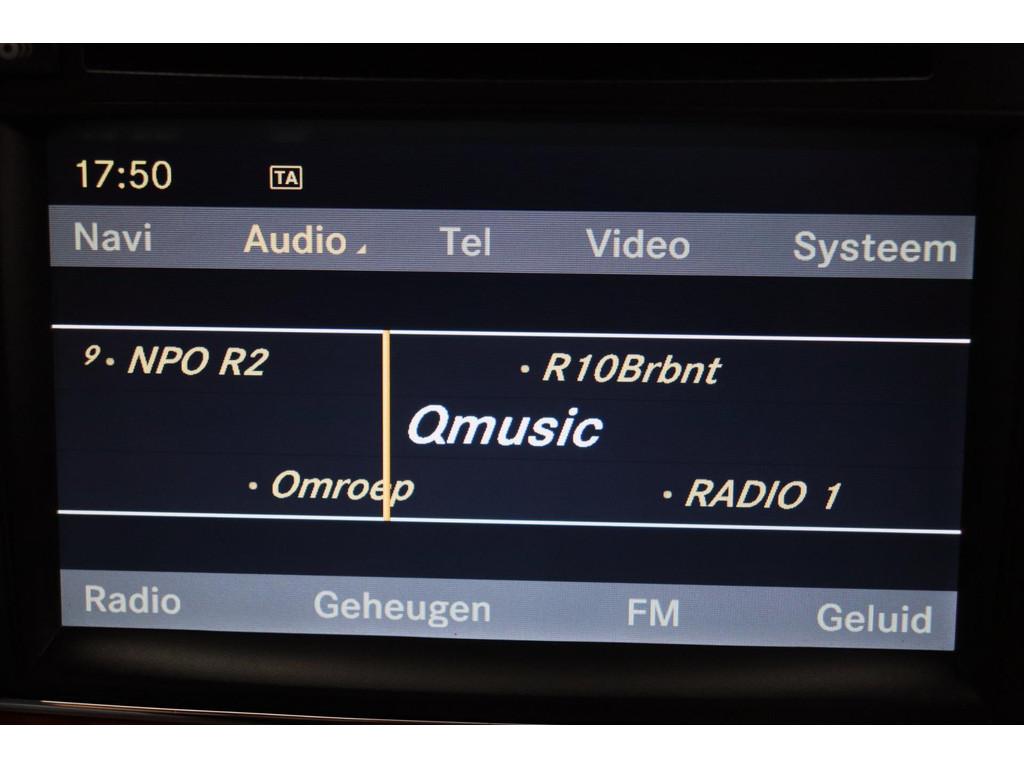 17:50 TA
Navi Audio Tel Video Systeem
9. NPO R2 · R10Brbnt
Qmusic
· Omroep · RADIO 1
Radio Geheugen FM Geluid